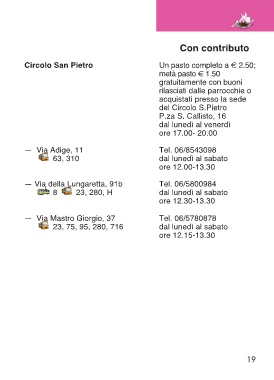 Con contributo
Circolo San Pietro
Un pasto completo a € 2.50;
metà pasto € 1.50
gratuitamente con buoni
rilasciati dalle parrocchie o
acquistati presso la sede
del Circolo S.Pietro
P.za S. Callisto, 16
dal lunedì al venerdì
ore 17.00- 20.00
— Via Adige, 11
63, 310
Tel. 06/8543098
dal lunedì al sabato
ore 12.00-13.30
— Via della Lungaretta, 91b
8 23, 280, H
Tel. 06/5800984
dal lunedì al sabato
ore 12.30-13.30
— Via Mastro Giorgio, 37
23, 75, 95, 280, 716
Tel. 06/5780878
dal lunedì al sabato
ore 12.15-13.30
19